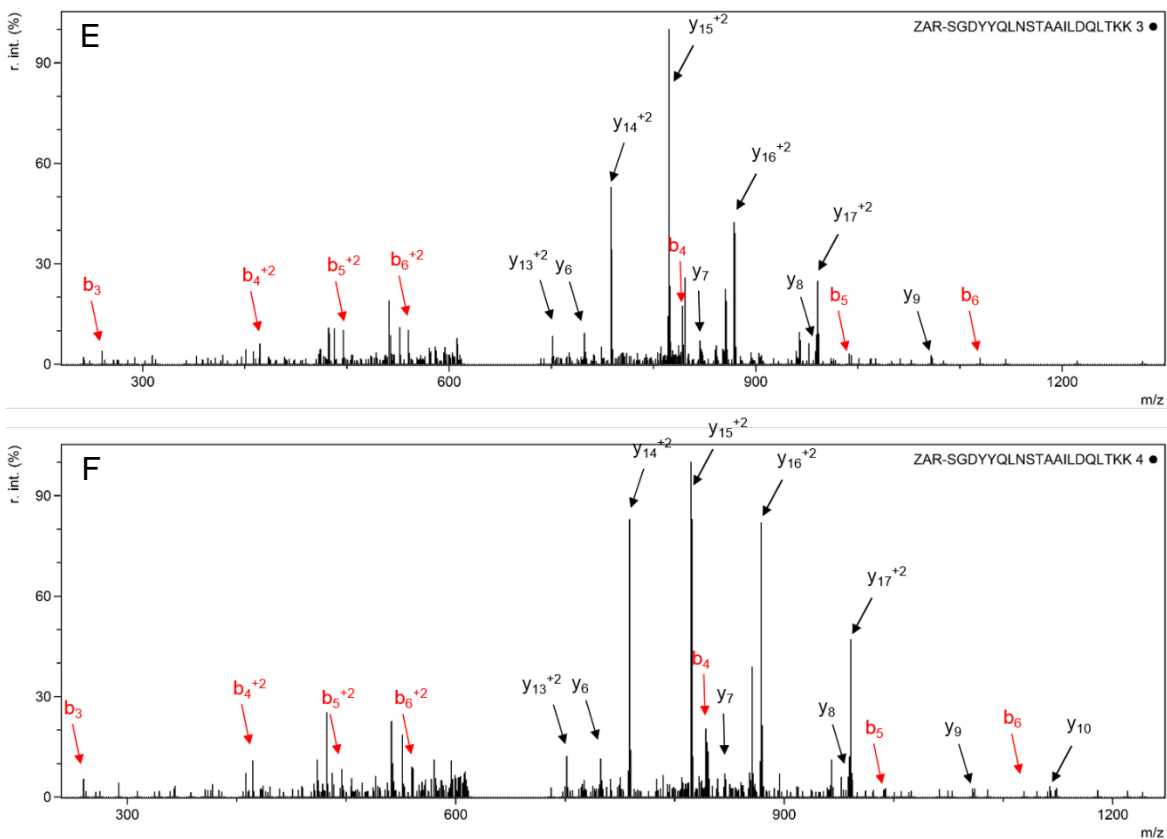 E
ZAR-SGDYYQLNSTAAILDQLTKK 3 ●
r. int. (%)
90
60
30
0
y₁₅⁺²
y₁₄⁺²
y₁₆⁺²
y₁₇⁺²
b₃
b₄⁺²
b₅⁺²
b₆⁺²
y₁₃⁺²
y₆
b₄
y₇
y₈
b₅
y₉
b₆
300
600
900
1200
m/z
F
ZAR-SGDYYQLNSTAAILDQLTKK 4 ●
r. int. (%)
90
60
30
0
y₁₄⁺²
y₁₅⁺²
y₁₆⁺²
y₁₇⁺²
b₃
b₄⁺²
b₅⁺²
b₆⁺²
y₁₃⁺²
y₆
b₄
y₇
y₈
b₅
y₉
b₆
y₁₀
300
600
900
1200
m/z